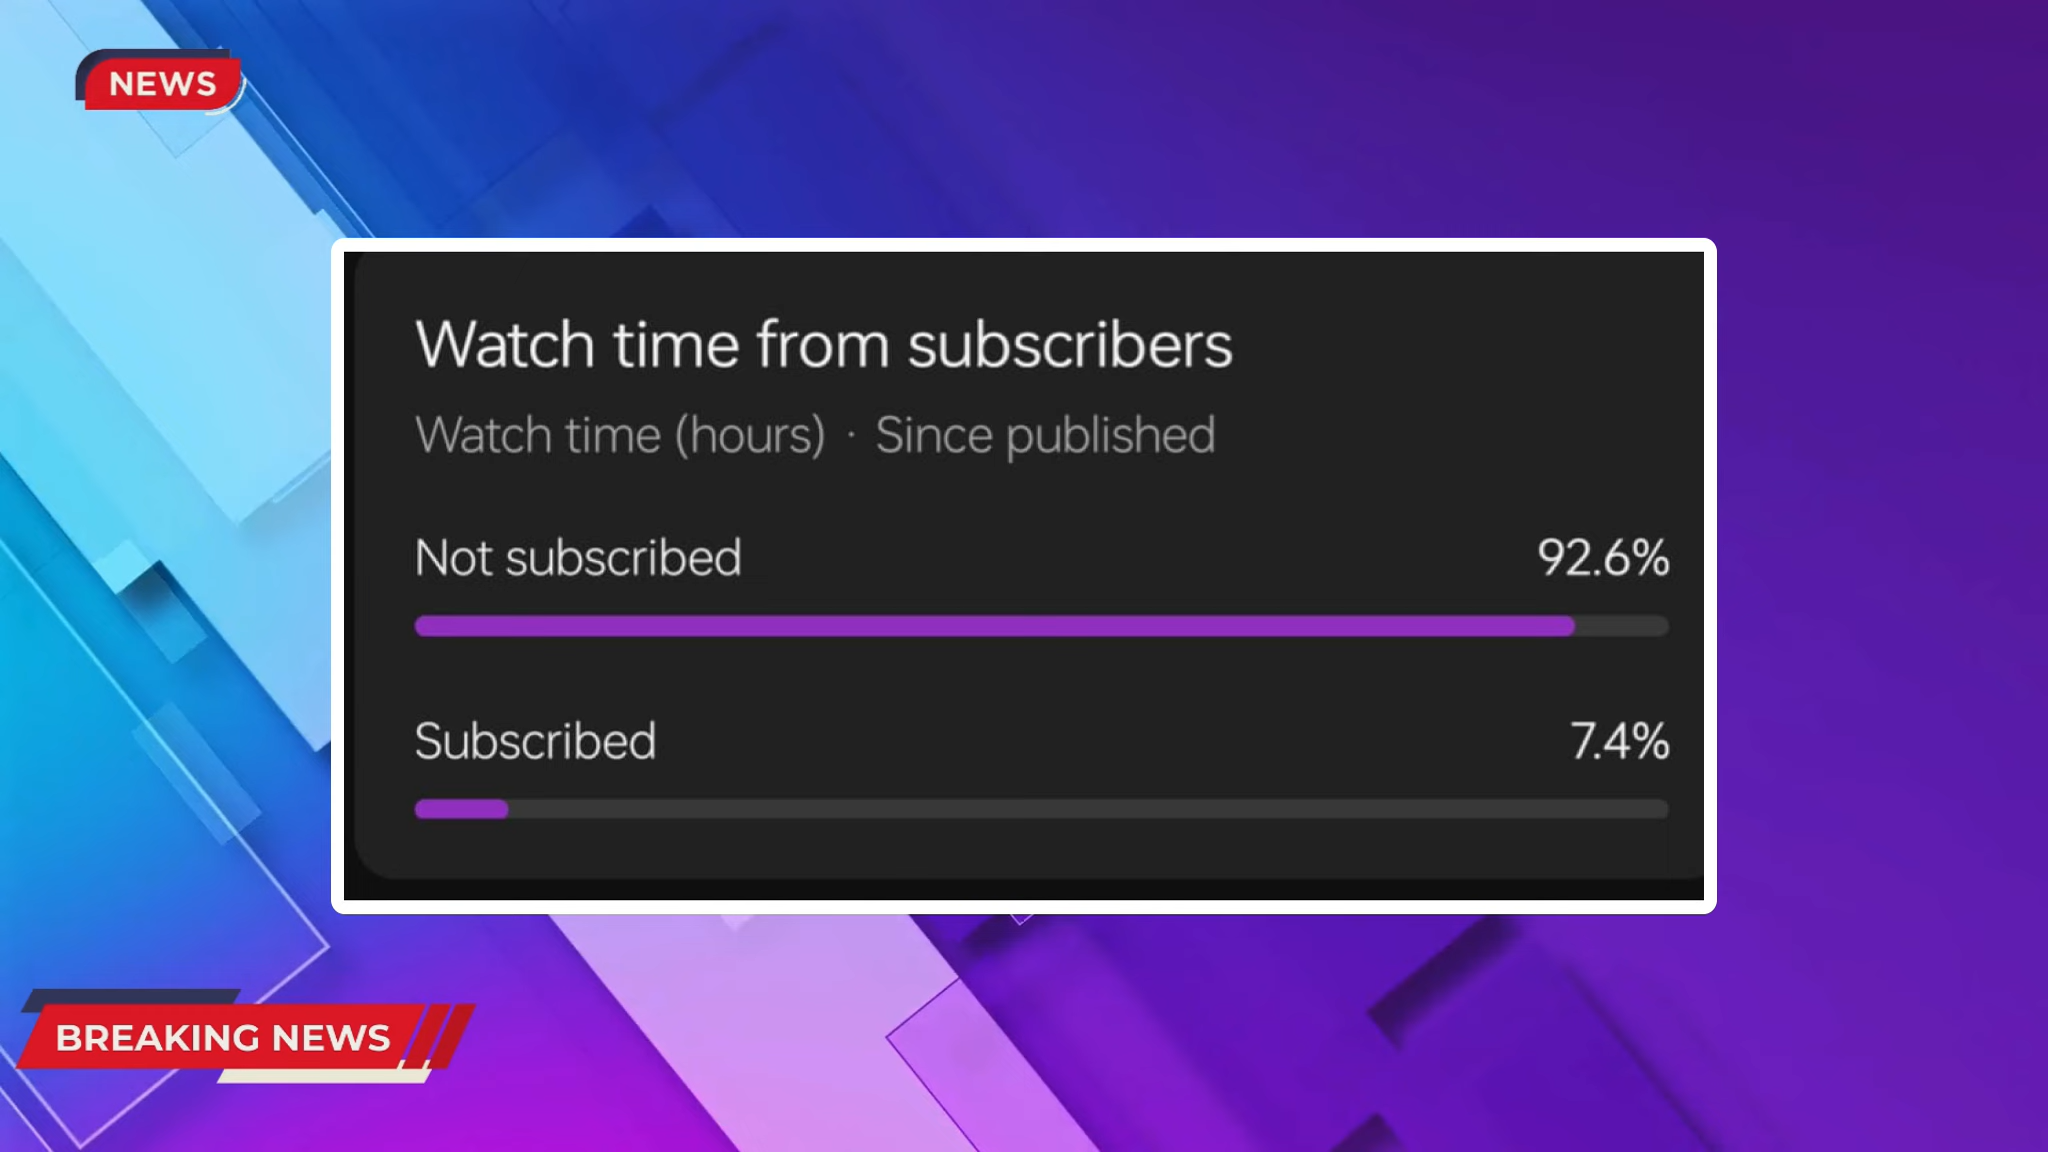 NEWS
Watch time from subscribers
Watch time (hours) · Since published
Not subscribed 92.6%
Subscribed 7.4%
BREAKING NEWS